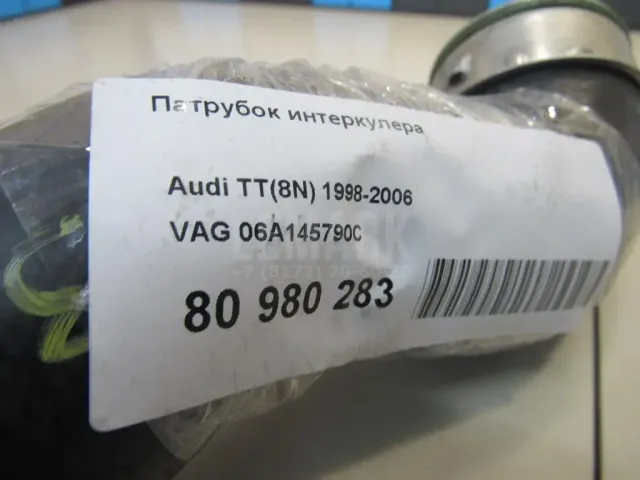 Патрубок интеркулера
Audi TT(8N) 1998-2006
VAG 06A145790C
80 980 283